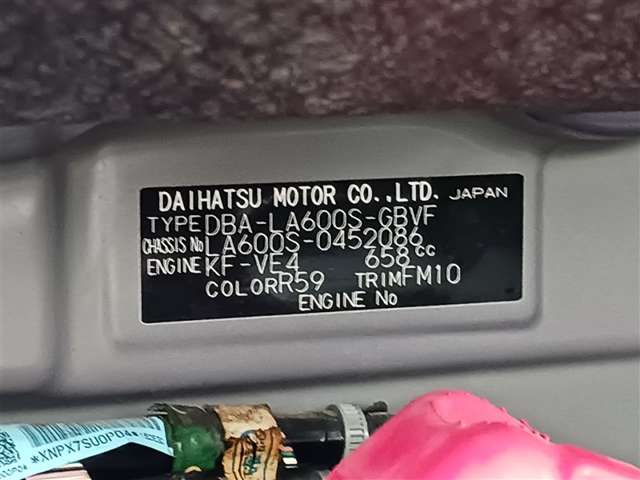 DAIHATSU MOTOR CO.,LTD. JAPAN
TYPE DBA-LA600S-GBVF
CHASSIS No LA600S-0452086
ENGINE KF-VE4 658 cc
COLOR R59 TRIM FM10
ENGINE No
*XNPX7SU0PD4*